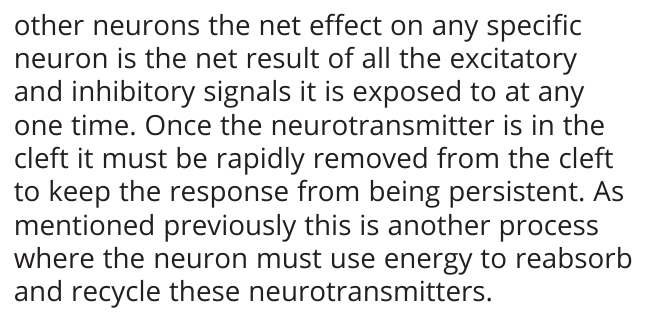 other neurons the net effect on any specific
neuron is the net result of all the excitatory
and inhibitory signals it is exposed to at any
one time. Once the neurotransmitter is in the
cleft it must be rapidly removed from the cleft
to keep the response from being persistent. As
mentioned previously this is another process
where the neuron must use energy to reabsorb
and recycle these neurotransmitters.